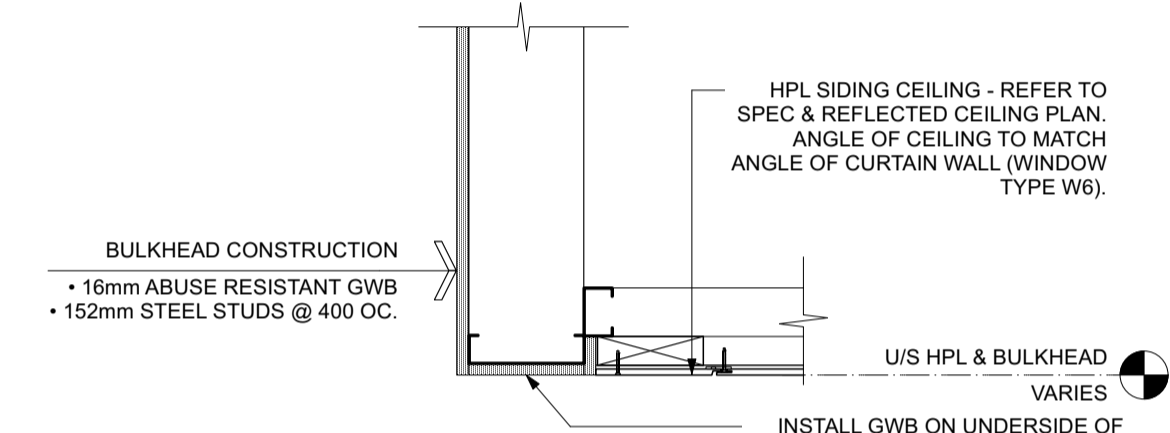 HPL SIDING CEILING - REFER TO
SPEC & REFLECTED CEILING PLAN.
ANGLE OF CEILING TO MATCH
ANGLE OF CURTAIN WALL (WINDOW
TYPE W6).
BULKHEAD CONSTRUCTION
• 16mm ABUSE RESISTANT GWB
• 152mm STEEL STUDS @ 400 OC.
U/S HPL & BULKHEAD
VARIES
INSTALL GWB ON UNDERSIDE OF